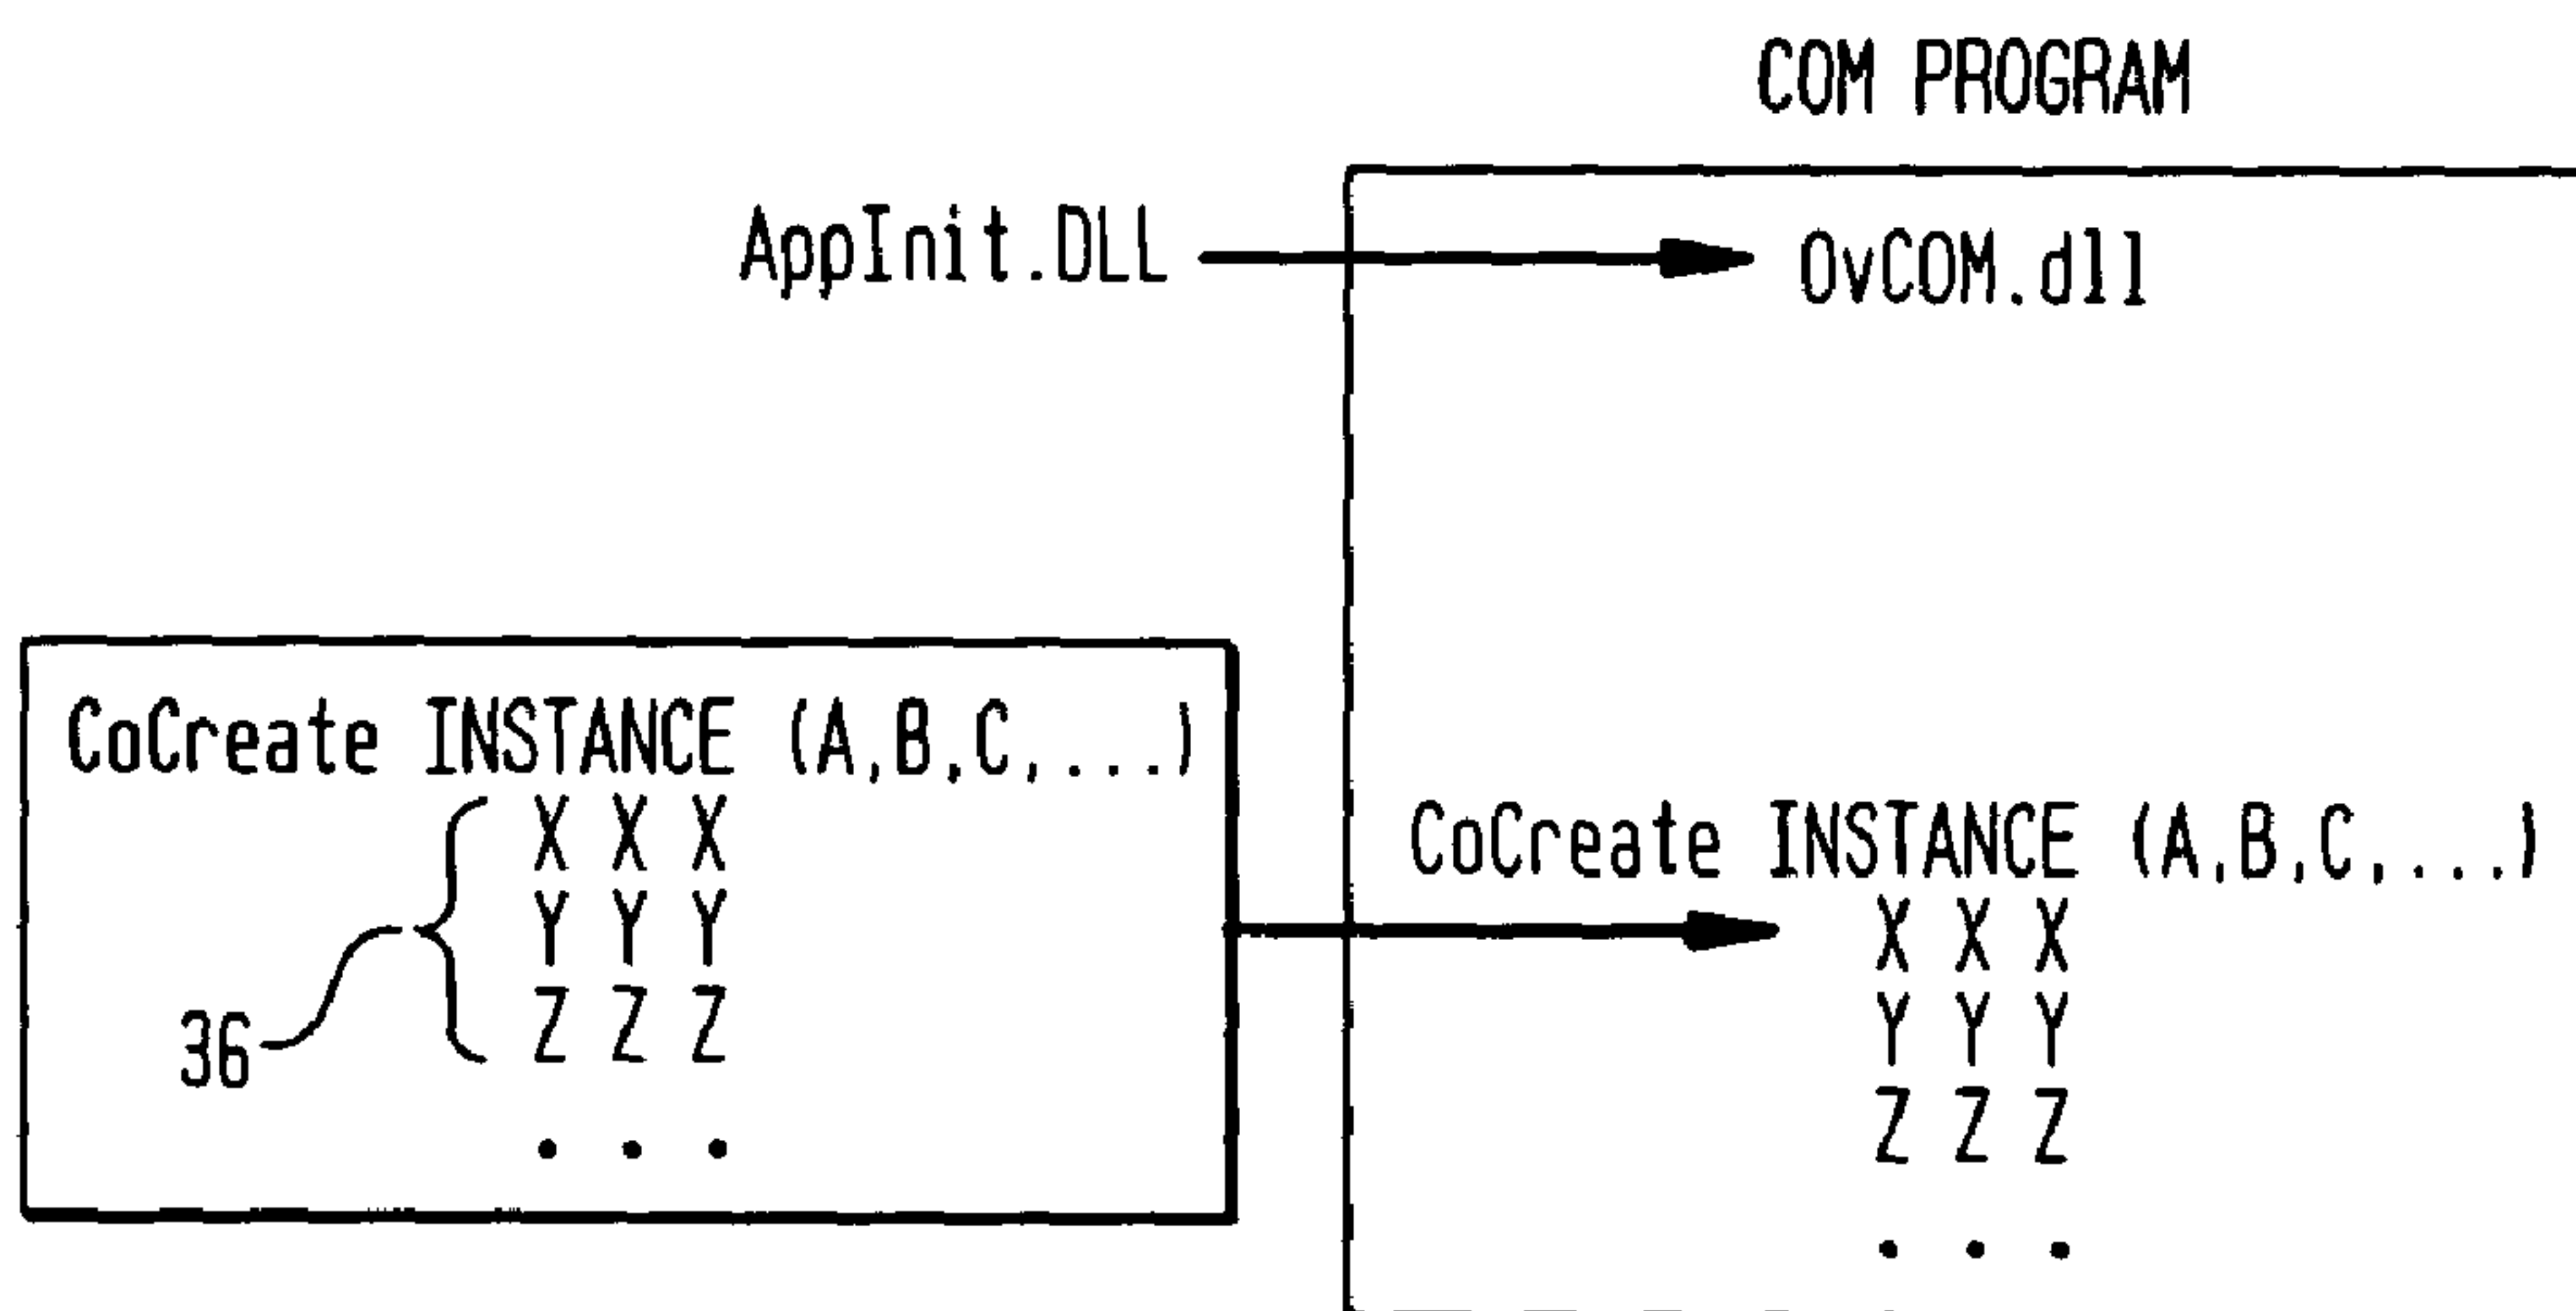 COM PROGRAM
AppInit.DLL
OvCOM.dll
CoCreate INSTANCE (A,B,C,...)
X X X
Y Y Y
Z Z Z
. . .
36
CoCreate INSTANCE (A,B,C,...)
X X X
Y Y Y
Z Z Z
. . .